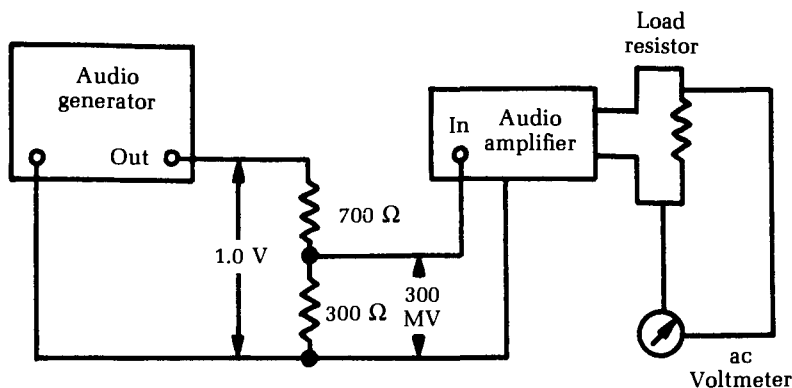 Audio
generator
Out
1.0 V
700 Ω
300 Ω
300
MV
In
Audio
amplifier
Load
resistor
ac
Voltmeter